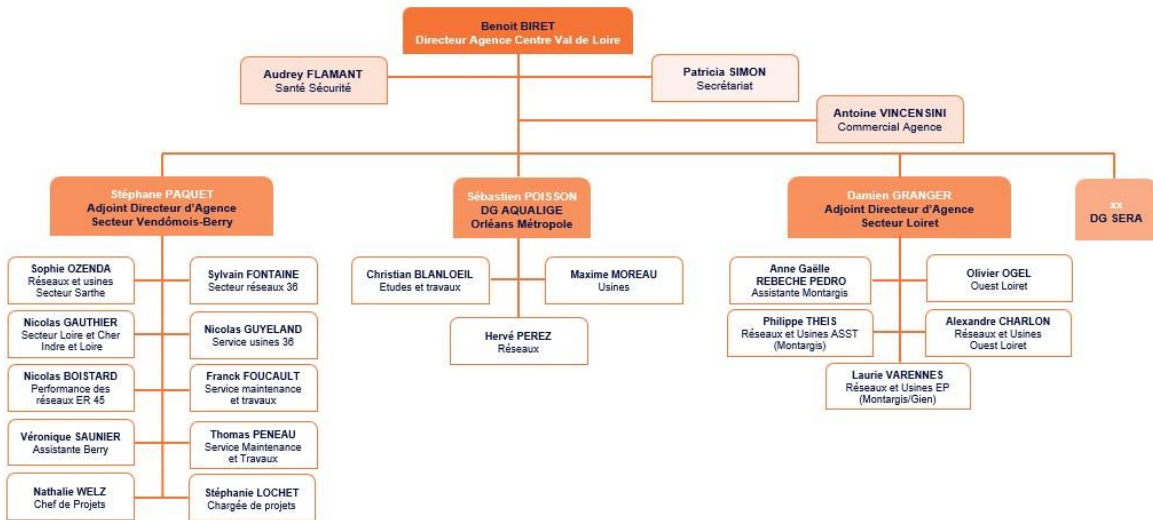 Benoit BIRET
Directeur Agence Centre Val de Loire
Audrey FLAMANT
Santé Sécurité
Patricia SIMON
Secrétariat
Antoine VINCENSINI
Commercial Agence
Stéphane PAQUET
Adjoint Directeur d'Agence
Secteur Vendômois-Berry
Sébastien POISSON
DG AQUALIGE
Orléans Métropole
Damien GRANGER
Adjoint Directeur d'Agence
Secteur Loiret
xx
DG SERA
Sophie OZENDA
Réseaux et usines
Secteur Sarthe
Sylvain FONTAINE
Secteur réseaux 36
Nicolas GAUTHIER
Secteur Loire et Cher
Indre et Loire
Nicolas GUYELAND
Service usines 36
Nicolas BOISTARD
Performance des
réseaux ER 45
Franck FOUCAULT
Service maintenance
et travaux
Véronique SAUNIER
Assistante Berry
Thomas PENEAU
Service Maintenance
et Travaux
Nathalie WELZ
Chef de Projets
Stéphanie LOCHET
Chargée de projets
Christian BLANLOEIL
Etudes et travaux
Maxime MOREAU
Usines
Hervé PEREZ
Réseaux
Anne Gaëlle
REBECHE PEDRO
Assistante Montargis
Olivier OGEL
Ouest Loiret
Philippe THEIS
Réseaux et Usines ASST
(Montargis)
Alexandre CHARLON
Réseaux et Usines
Ouest Loiret
Laurie VARENNES
Réseaux et Usines EP
(Montargis/Gien)